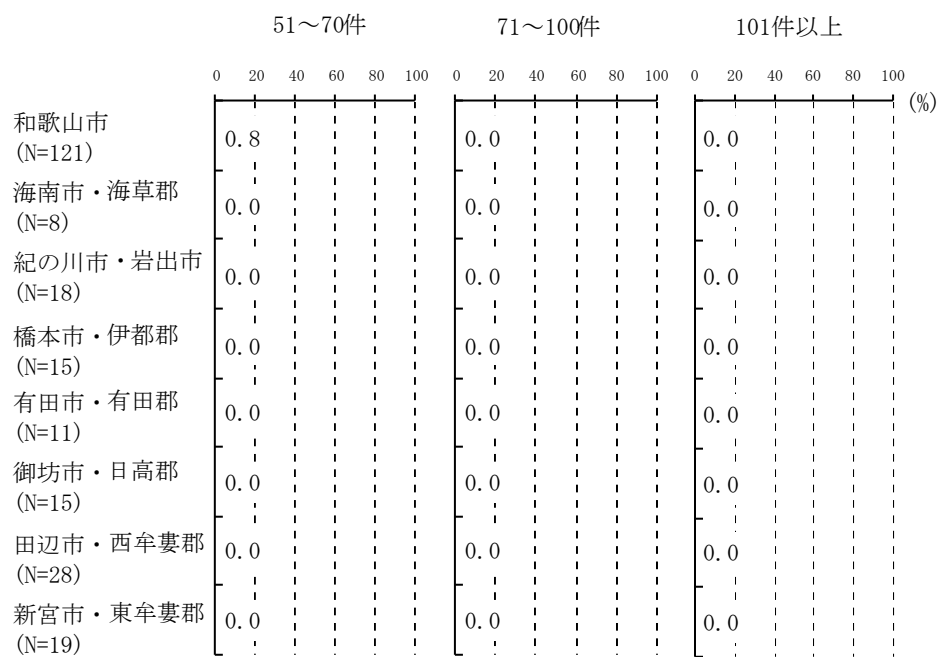 51～70件 71～100件 101件以上
0 20 40 60 80 100 0 20 40 60 80 100 0 20 40 60 80 100
(%)
和歌山市
(N=121)
0.8 0.0 0.0
海南市・海草郡
(N=8)
0.0 0.0 0.0
紀の川市・岩出市
(N=18)
0.0 0.0 0.0
橋本市・伊都郡
(N=15)
0.0 0.0 0.0
有田市・有田郡
(N=11)
0.0 0.0 0.0
御坊市・日高郡
(N=15)
0.0 0.0 0.0
田辺市・西牟婁郡
(N=28)
0.0 0.0 0.0
新宮市・東牟婁郡
(N=19)
0.0 0.0 0.0